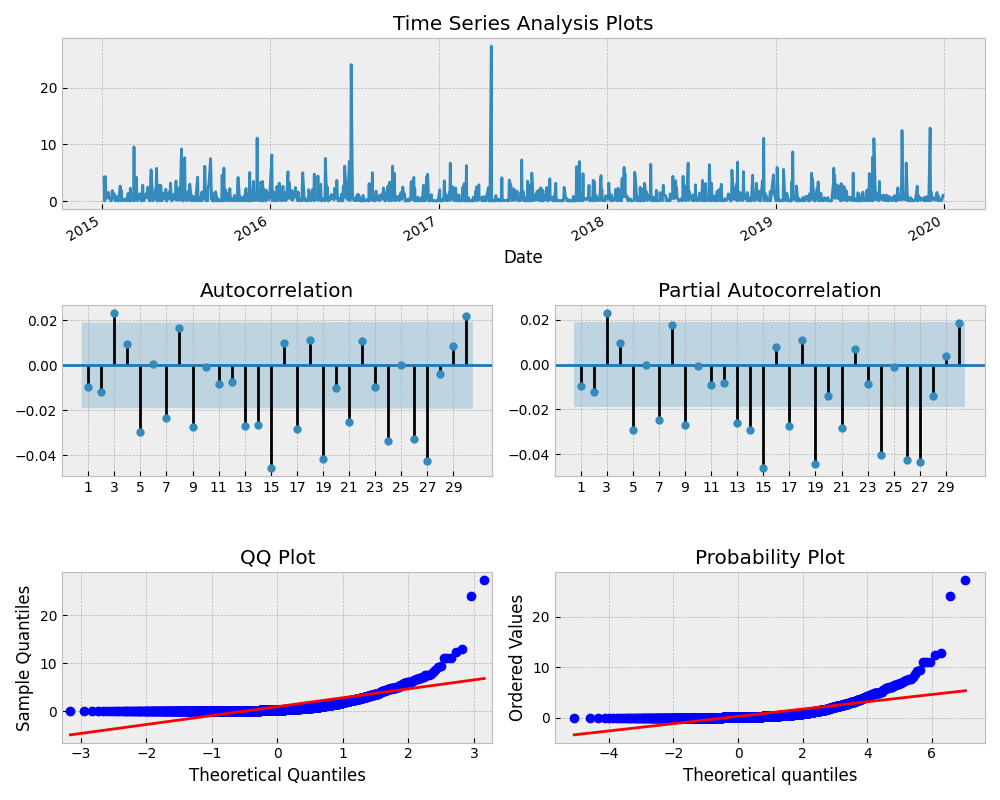 Time Series Analysis Plots
20
10
0
2015 2016 2017 2018 2019 2020
Date
Autocorrelation
0.02
0.00
−0.02
−0.04
1 3 5 7 9 11 13 15 17 19 21 23 25 27 29
Partial Autocorrelation
0.02
0.00
−0.02
−0.04
1 3 5 7 9 11 13 15 17 19 21 23 25 27 29
QQ Plot
Sample Quantiles
20
10
0
−3 −2 −1 0 1 2 3
Theoretical Quantiles
Probability Plot
Ordered Values
20
10
0
−4 −2 0 2 4 6
Theoretical quantiles